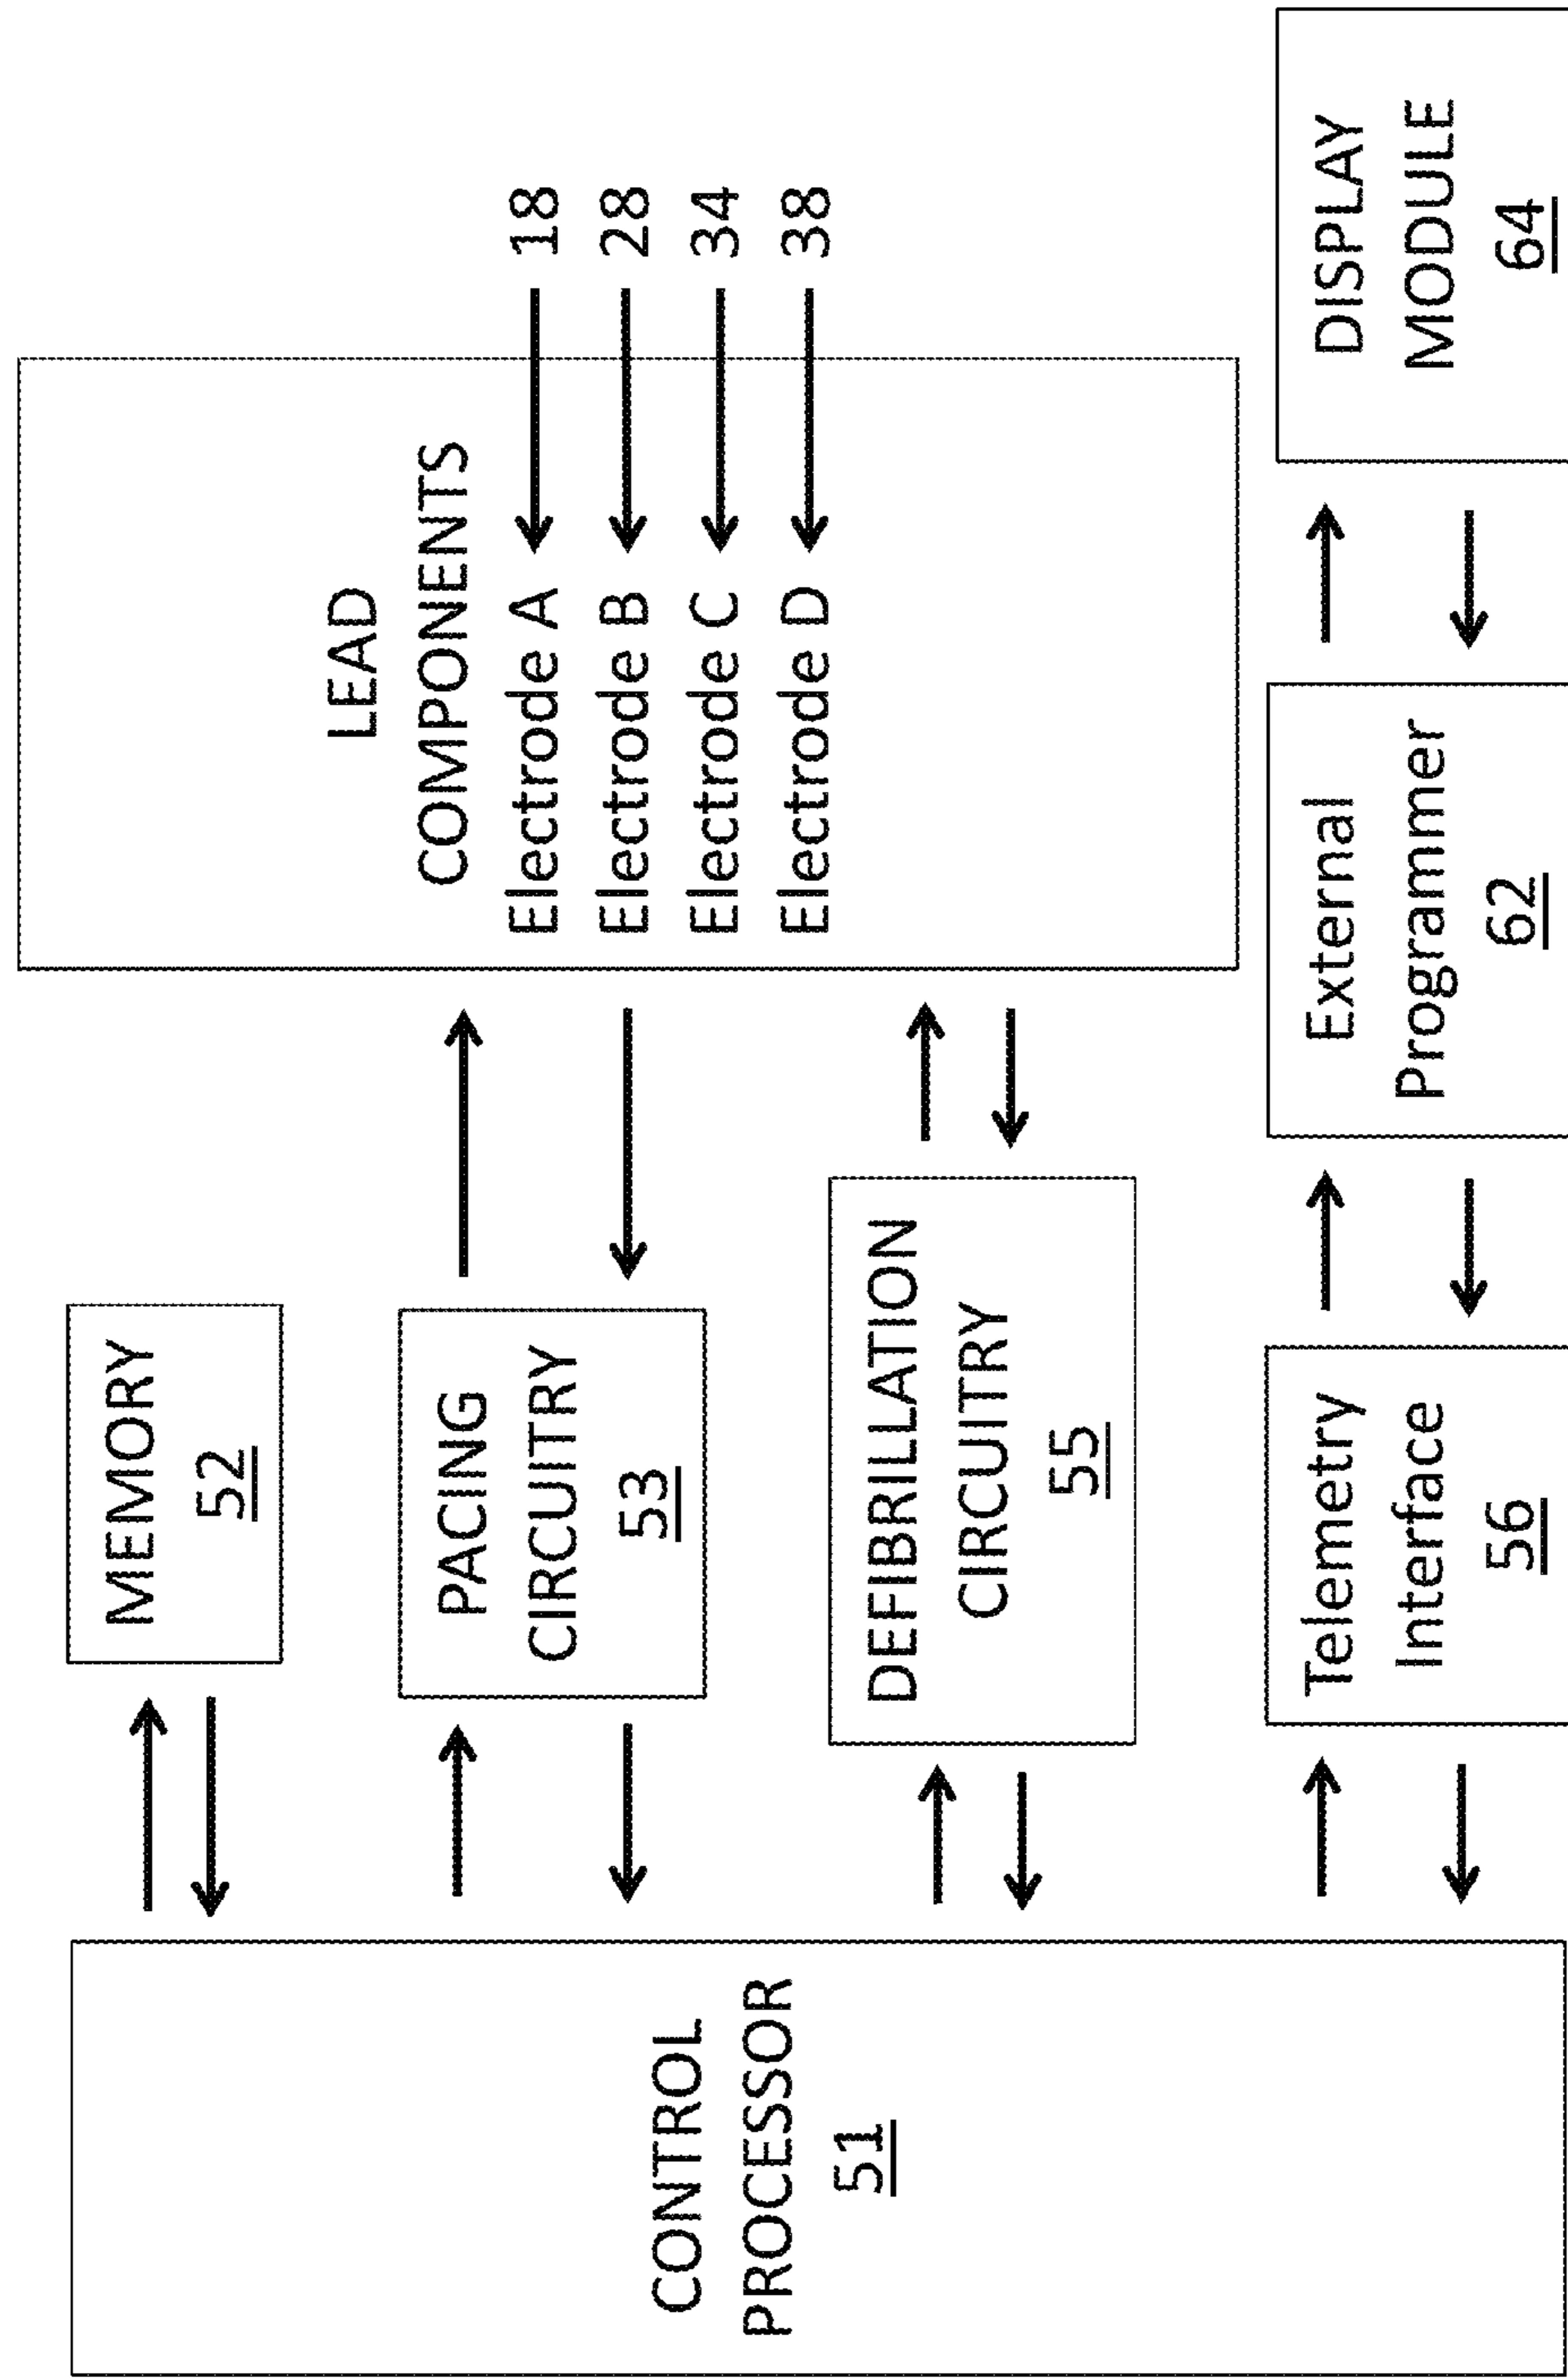 CONTROL
PROCESSOR
51
MEMORY
52
PACING
CIRCUITRY
53
DEFIBRILLATION
CIRCUITRY
55
Telemetry
Interface
56
LEAD
COMPONENTS
Electrode A 18
Electrode B 28
Electrode C 34
Electrode D 38
External
Programmer
62
DISPLAY
MODULE
64